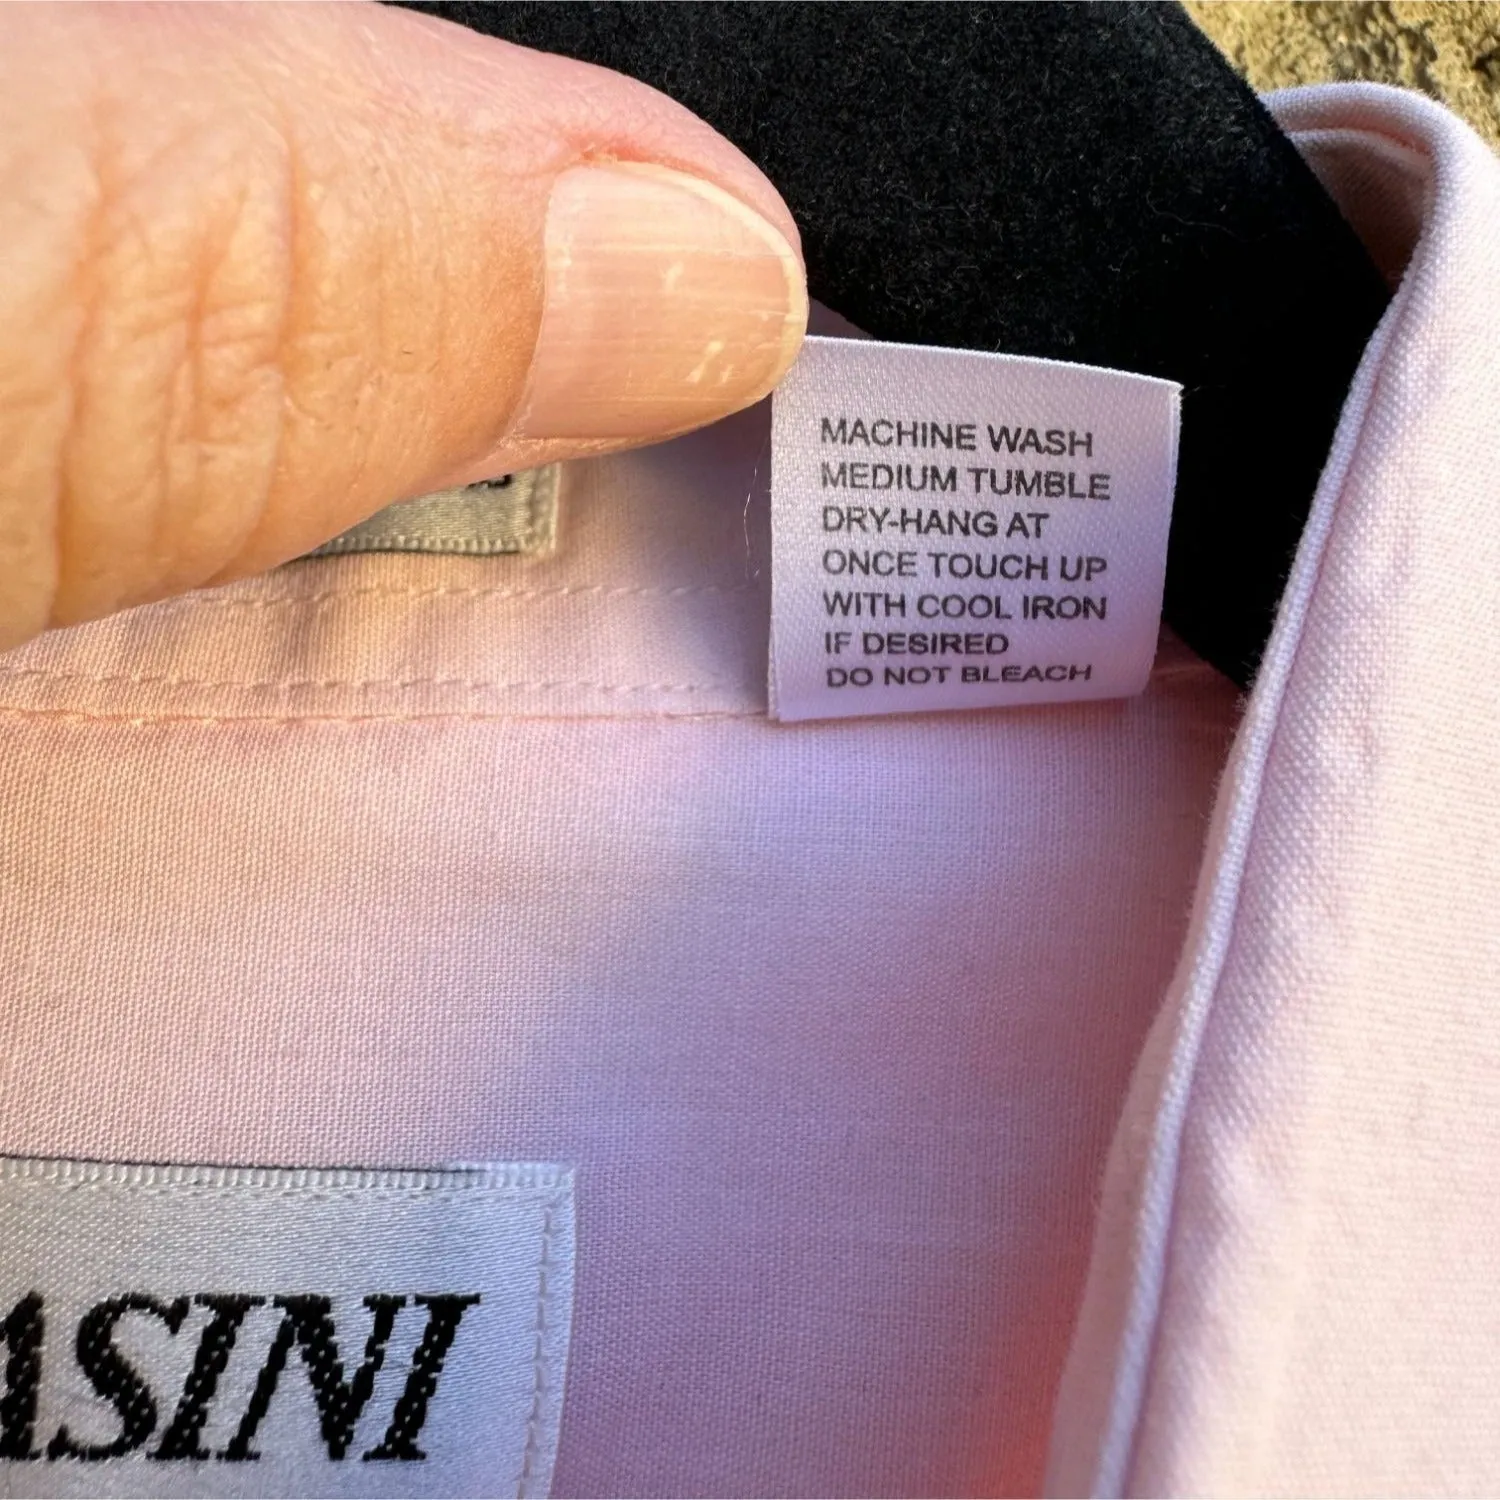 MACHINE WASH
MEDIUM TUMBLE
DRY-HANG AT
ONCE TOUCH UP
WITH COOL IRON
IF DESIRED
DO NOT BLEACH
ASINI